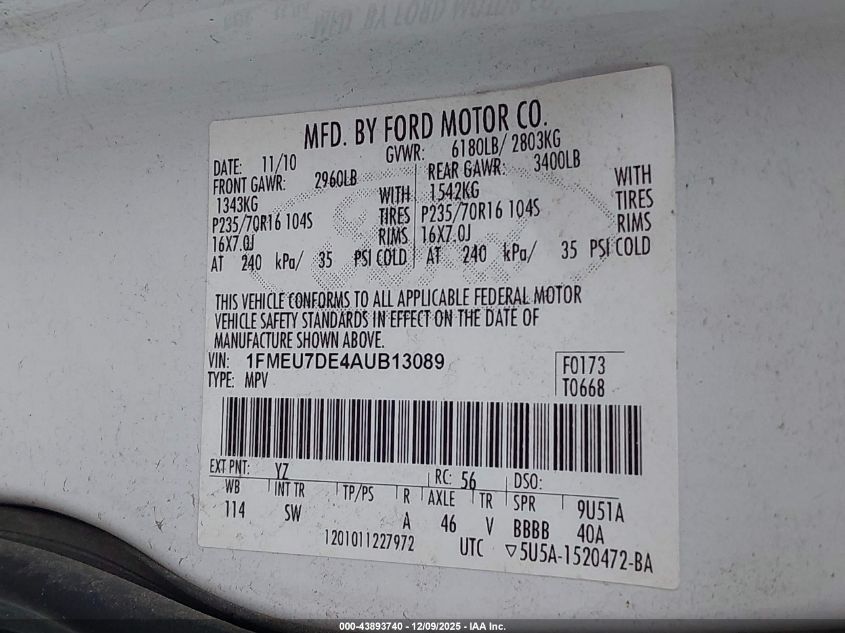 MFD. BY FORD MOTOR CO.
DATE: 11/10 GVWR: 6180LB/ 2803KG
FRONT GAWR: 2960LB REAR GAWR: 3400LB
1343KG WITH 1542KG WITH
P235/70R16 104S TIRES P235/70R16 104S TIRES
16X7.0J RIMS 16X7.0J RIMS
AT 240 kPa/ 35 PSI COLD AT 240 kPa/ 35 PSI COLD
THIS VEHICLE CONFORMS TO ALL APPLICABLE FEDERAL MOTOR
VEHICLE SAFETY STANDARDS IN EFFECT ON THE DATE OF
MANUFACTURE SHOWN ABOVE.
VIN: 1FMEU7DE4AUB13089 F0173
TYPE: MPV T0668
EXT PNT: YZ RC: 56 DSO:
WB INT TR TP/PS R AXLE TR SPR 9U51A
114 SW A 46 V BBBB 40A
1201011227972 UTC ▽5U5A-1520472-BA
000-43893740 - 12/09/2025 - IAA Inc.